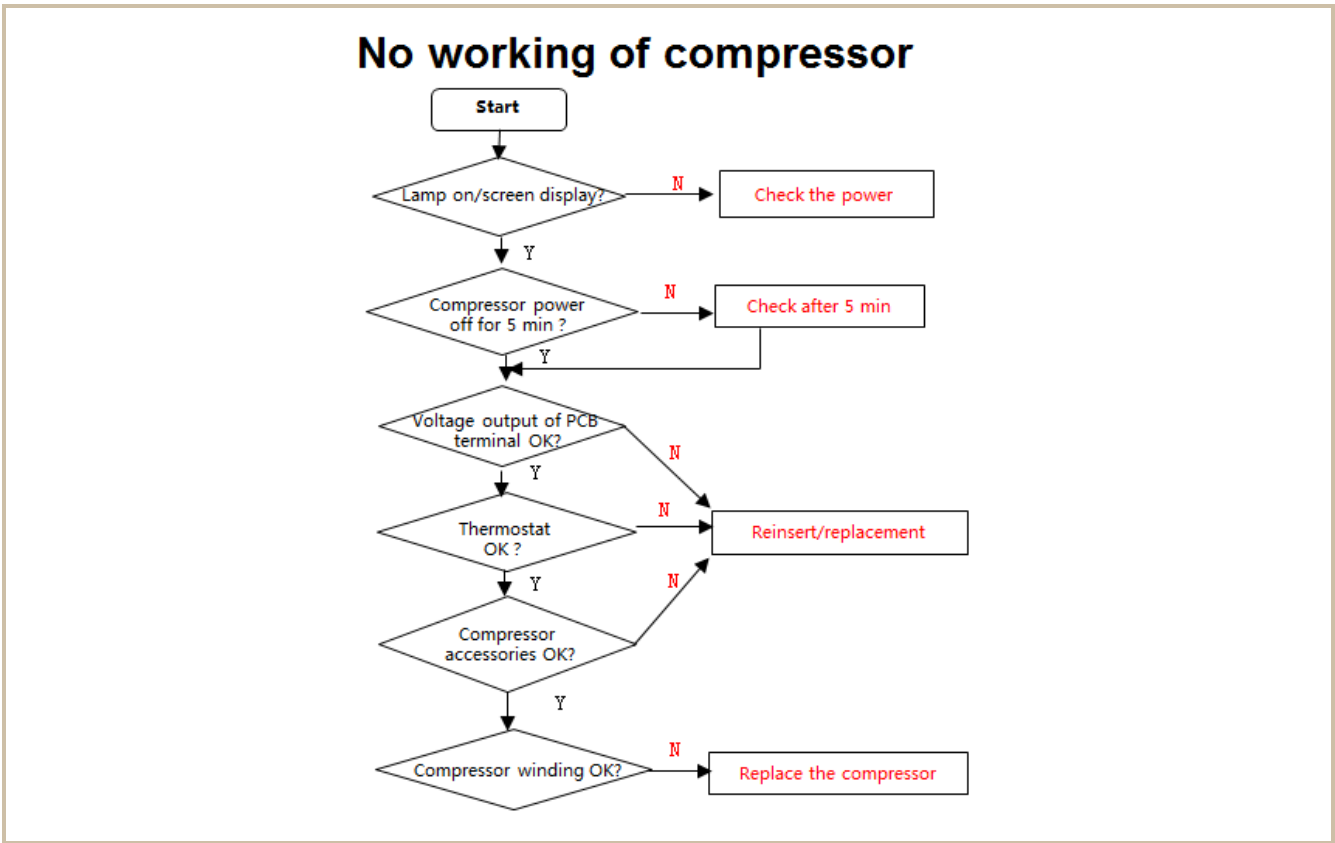 No working of compressor
Start
Lamp on/screen display?
N
Check the power
Y
Compressor power
off for 5 min ?
N
Check after 5 min
Y
Voltage output of PCB
terminal OK?
N
Y
Thermostat
OK ?
N
Reinsert/replacement
Y
Compressor
accessories OK?
N
Y
Compressor winding OK?
N
Replace the compressor